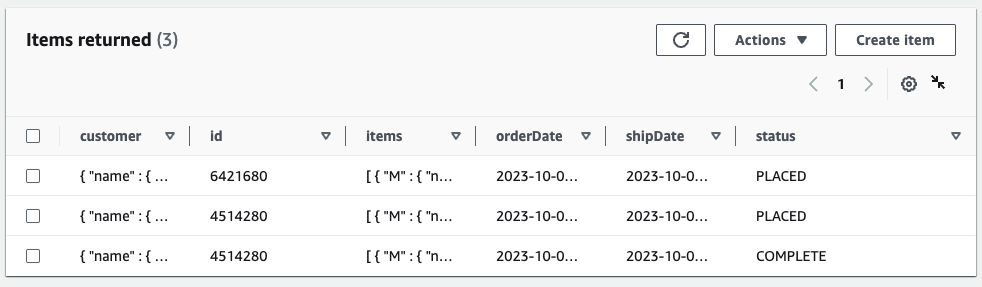 Items returned (3)
Actions
Create item
1
customer id items orderDate shipDate status
{ "name" : { ... 6421680 [ { "M" : { "n... 2023-10-0... 2023-10-0... PLACED
{ "name" : { ... 4514280 [ { "M" : { "n... 2023-10-0... 2023-10-0... PLACED
{ "name" : { ... 4514280 [ { "M" : { "n... 2023-10-0... 2023-10-0... COMPLETE